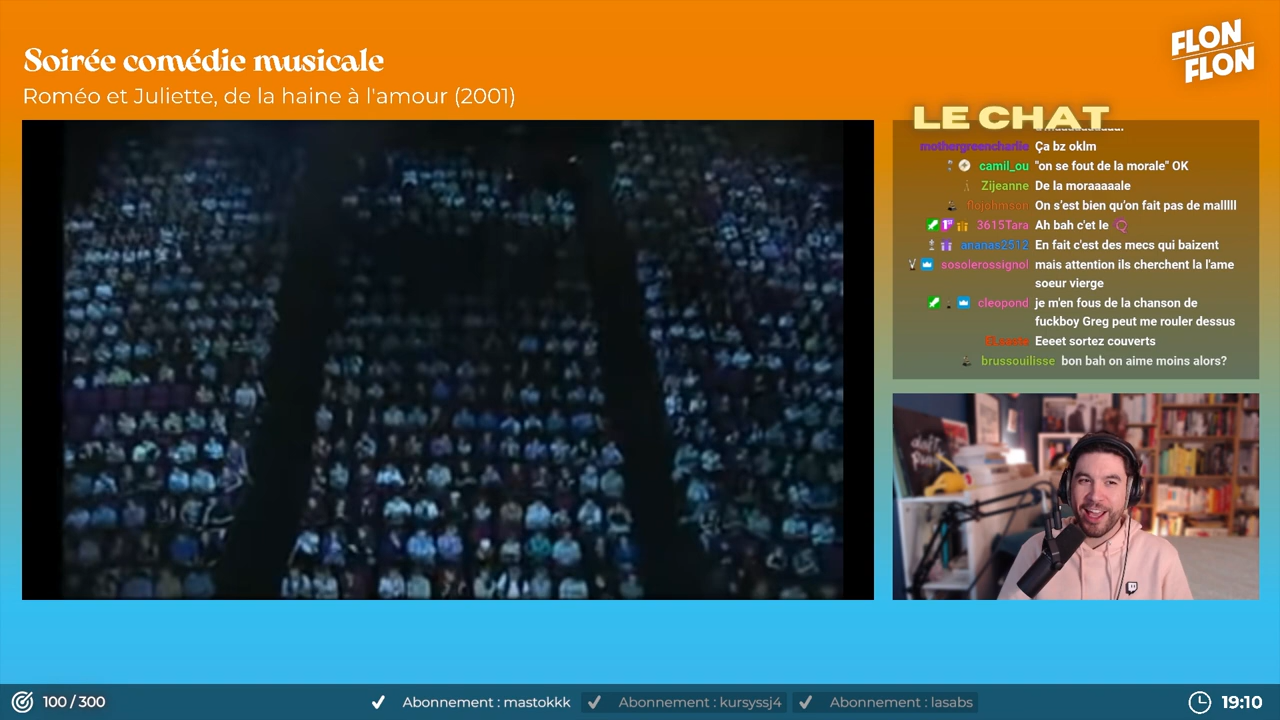 Soirée comédie musicale
Roméo et Juliette, de la haine à l'amour (2001)
FLON
FLON
LE CHAT
mothergreencharlie Ça bz oklm
camil_ou "on se fout de la morale" OK
Zijeanne De la moraaaaale
flojohnson On s'est bien qu'on fait pas de malllll
3615Tara Ah bah c'et le
ananas2512 En fait c'est des mecs qui baizent
sosolerossignol mais attention ils cherchent la l'ame
soeur vierge
cleopond je m'en fous de la chanson de
fuckboy Greg peut me rouler dessus
Eeeet sortez couverts
brussouilisse bon bah on aime moins alors?
100 / 300
Abonnement : mastokkk
Abonnement : kursyssj4
Abonnement : lasabs
19:10